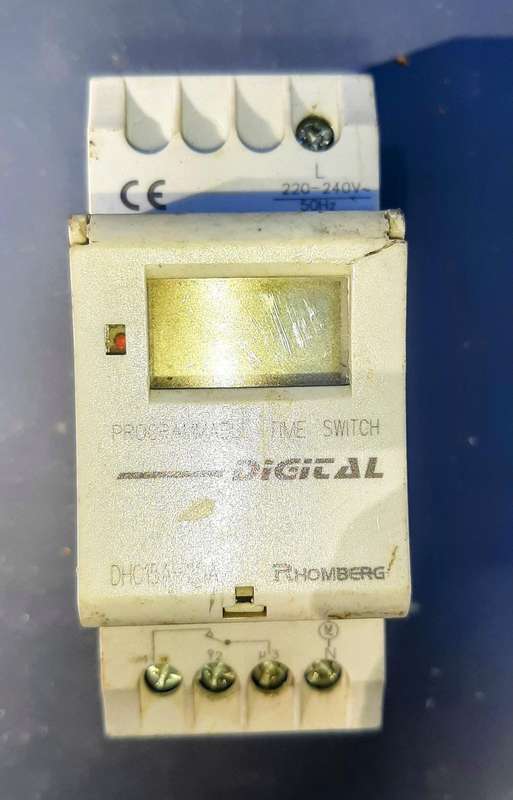 L
CE
220-240V~
50Hz
PROGRAMMABLE TIME SWITCH
DIGITAL
RHOMBERG
M
N